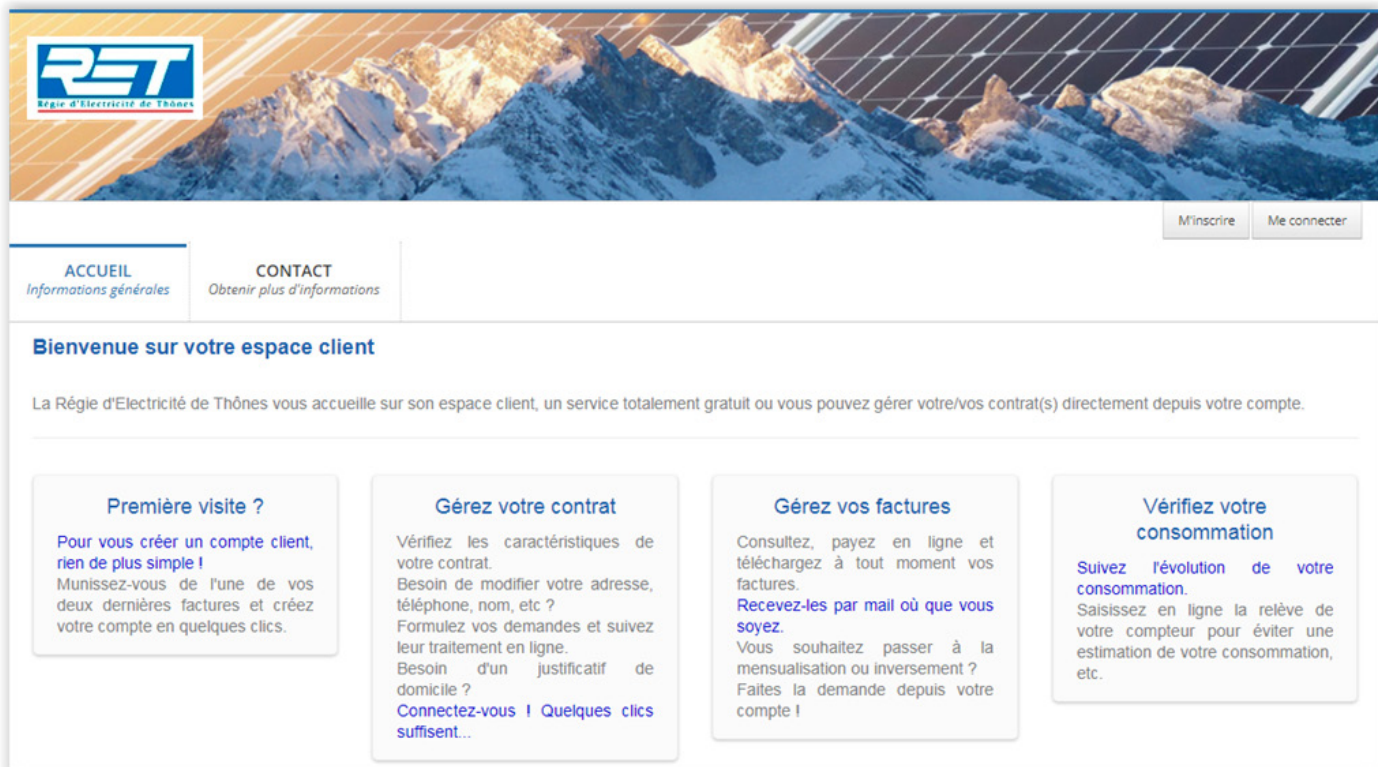 RET
Régie d'Electricité de Thônes
M'inscrire
Me connecter
ACCUEIL
Informations générales
CONTACT
Obtenir plus d'informations
Bienvenue sur votre espace client
La Régie d'Electricité de Thônes vous accueille sur son espace client, un service totalement gratuit ou vous pouvez gérer votre/vos contrat(s) directement depuis votre compte.
Première visite ?
Pour vous créer un compte client,
rien de plus simple !
Munissez-vous de l'une de vos
deux dernières factures et créez
votre compte en quelques clics.
Gérez votre contrat
Vérifiez les caractéristiques de
votre contrat.
Besoin de modifier votre adresse,
téléphone, nom, etc ?
Formulez vos demandes et suivez
leur traitement en ligne.
Besoin d'un justificatif de
domicile ?
Connectez-vous ! Quelques clics
suffisent...
Gérez vos factures
Consultez, payez en ligne et
téléchargez à tout moment vos
factures.
Recevez-les par mail où que vous
soyez.
Vous souhaitez passer à la
mensualisation ou inversement ?
Faites la demande depuis votre
compte !
Vérifiez votre
consommation
Suivez l'évolution de votre
consommation.
Saisissez en ligne la relève de
votre compteur pour éviter une
estimation de votre consommation,
etc.